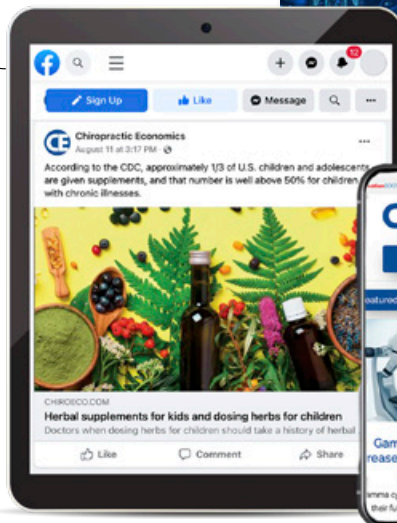 12
Sign Up
Like
Message
CE
Chiropractic Economics
August 11 at 3:17 PM
According to the CDC, approximately 1/3 of U.S. children and adolescents
are given supplements, and that number is well above 50% for children
with chronic illnesses.
CHIROECO.COM
Herbal supplements for kids and dosing herbs for children
Doctors when dosing herbs for children should take a history of herbal
Like
Comment
Share